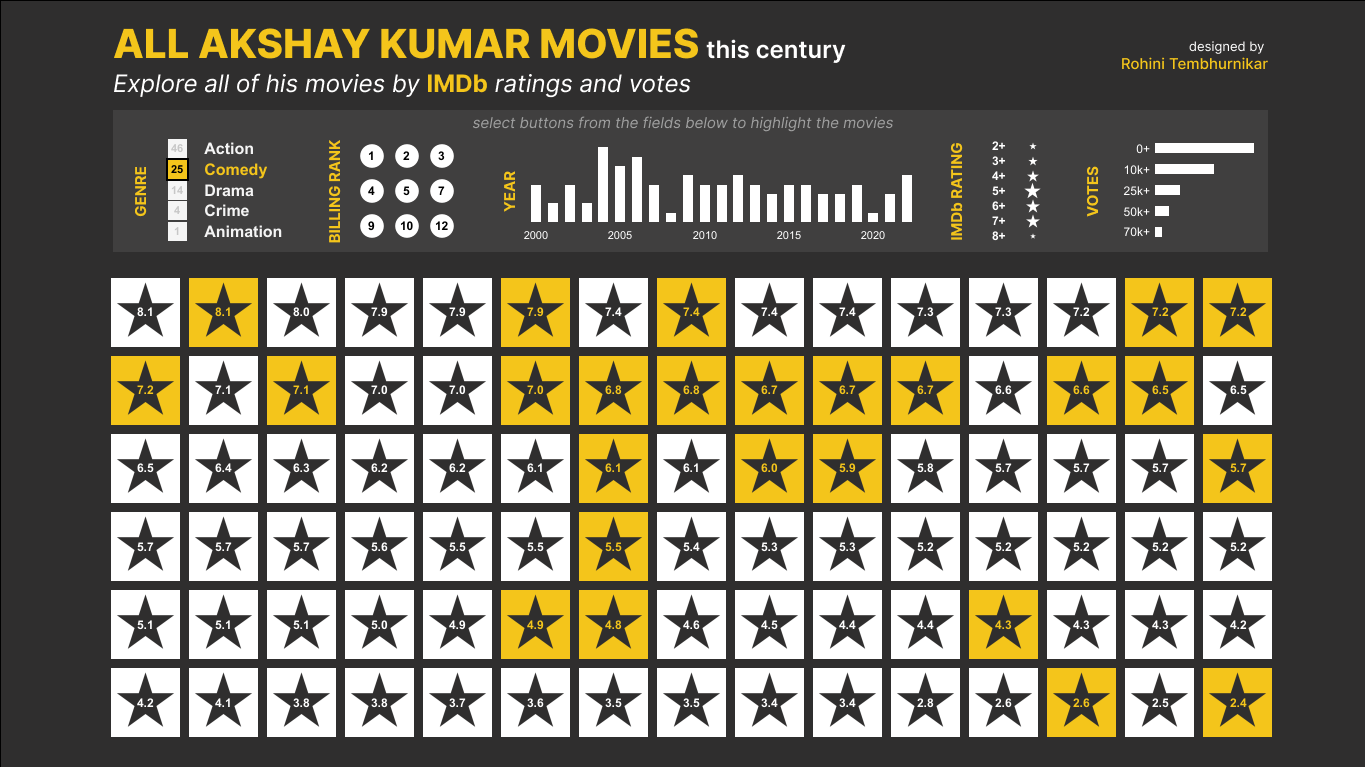 ALL AKSHAY KUMAR MOVIES this century
Explore all of his movies by IMDb ratings and votes
designed by
Rohini Tembhurnikar
select buttons from the fields below to highlight the movies
GENRE
46 Action
25 Comedy
14 Drama
4 Crime
1 Animation
BILLING RANK
1 2 3
4 5 7
9 10 12
YEAR
2000 2005 2010 2015 2020
IMDb RATING
2+
3+
4+
5+
6+
7+
8+
VOTES
0+
10k+
25k+
50k+
70k+
8.1 8.1 8.0 7.9 7.9 7.9 7.4 7.4 7.4 7.4 7.3 7.3 7.2 7.2 7.2
7.2 7.1 7.1 7.0 7.0 7.0 6.8 6.8 6.7 6.7 6.7 6.6 6.6 6.5 6.5
6.5 6.4 6.3 6.2 6.2 6.1 6.1 6.1 6.0 5.9 5.8 5.7 5.7 5.7 5.7
5.7 5.7 5.7 5.6 5.5 5.5 5.5 5.4 5.3 5.3 5.2 5.2 5.2 5.2 5.2
5.1 5.1 5.1 5.0 4.9 4.9 4.8 4.6 4.5 4.4 4.4 4.3 4.3 4.3 4.2
4.2 4.1 3.8 3.8 3.7 3.6 3.5 3.5 3.4 3.4 2.8 2.6 2.6 2.5 2.4